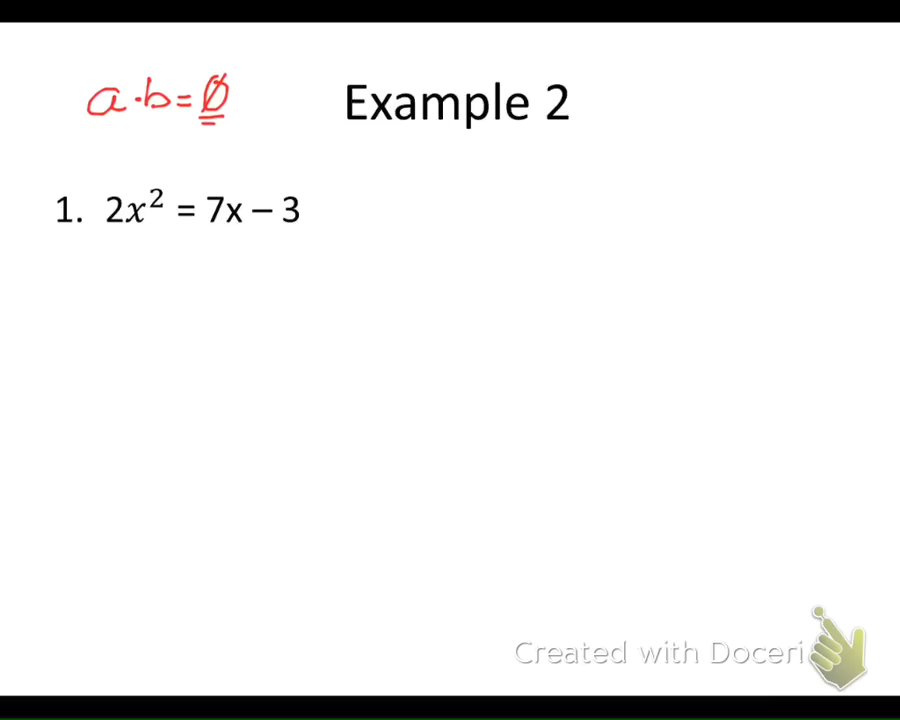 a·b=0
Example 2
1. 2x² = 7x – 3
Created with Doceri